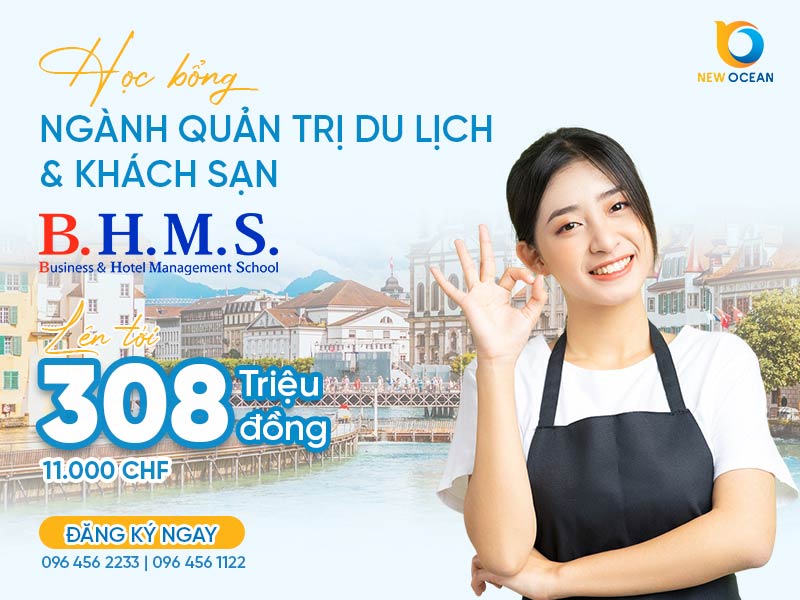 NEW OCEAN
Học bổng
NGÀNH QUẢN TRỊ DU LỊCH
& KHÁCH SẠN
B.H.M.S.
Business & Hotel Management School
Lên tới
308 Triệu đồng
11.000 CHF
ĐĂNG KÝ NGAY
096 456 2233 | 096 456 1122